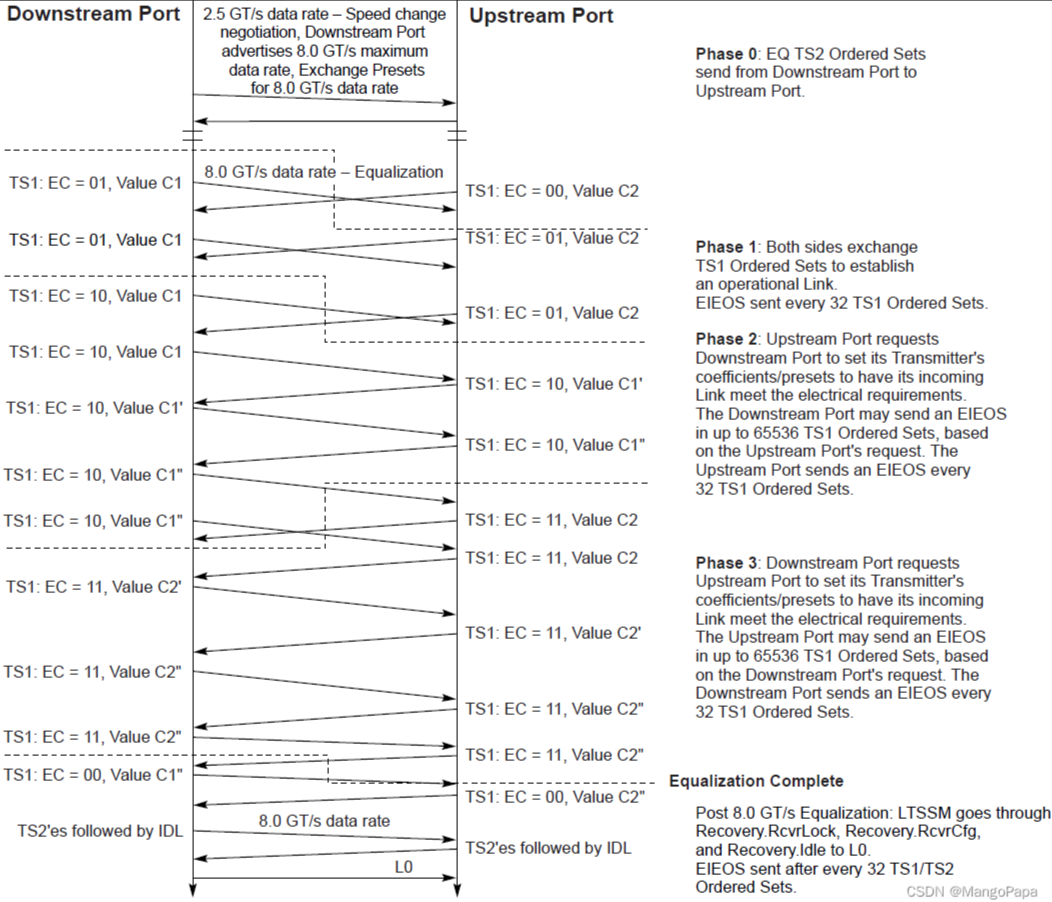 Downstream Port
2.5 GT/s data rate – Speed change
negotiation, Downstream Port
advertises 8.0 GT/s maximum
data rate, Exchange Presets
for 8.0 GT/s data rate
Upstream Port
Phase 0: EQ TS2 Ordered Sets
send from Downstream Port to
Upstream Port.
8.0 GT/s data rate – Equalization
TS1: EC = 01, Value C1
TS1: EC = 00, Value C2
TS1: EC = 01, Value C1
TS1: EC = 01, Value C2
Phase 1: Both sides exchange
TS1 Ordered Sets to establish
an operational Link.
EIEOS sent every 32 TS1 Ordered Sets.
TS1: EC = 10, Value C1
TS1: EC = 01, Value C2
Phase 2: Upstream Port requests
Downstream Port to set its Transmitter's
coefficients/presets to have its incoming
Link meet the electrical requirements.
The Downstream Port may send an EIEOS
in up to 65536 TS1 Ordered Sets, based
on the Upstream Port's request. The
Upstream Port sends an EIEOS every
32 TS1 Ordered Sets.
TS1: EC = 10, Value C1
TS1: EC = 10, Value C1'
TS1: EC = 10, Value C1'
TS1: EC = 10, Value C1"
TS1: EC = 10, Value C1"
TS1: EC = 10, Value C1"
TS1: EC = 11, Value C2
TS1: EC = 11, Value C2
Phase 3: Downstream Port requests
Upstream Port to set its Transmitter's
coefficients/presets to have its incoming
Link meet the electrical requirements.
The Upstream Port may send an EIEOS
in up to 65536 TS1 Ordered Sets, based
on the Downstream Port's request. The
Downstream Port sends an EIEOS every
32 TS1 Ordered Sets.
TS1: EC = 11, Value C2'
TS1: EC = 11, Value C2'
TS1: EC = 11, Value C2"
TS1: EC = 11, Value C2"
TS1: EC = 11, Value C2"
TS1: EC = 11, Value C2"
TS1: EC = 00, Value C1"
Equalization Complete
TS1: EC = 00, Value C2"
Post 8.0 GT/s Equalization: LTSSM goes through
Recovery.RcvrLock, Recovery.RcvrCfg,
and Recovery.Idle to L0.
EIEOS sent after every 32 TS1/TS2
Ordered Sets.
8.0 GT/s data rate
TS2'es followed by IDL
TS2'es followed by IDL
L0
CSDN @MangoPapa